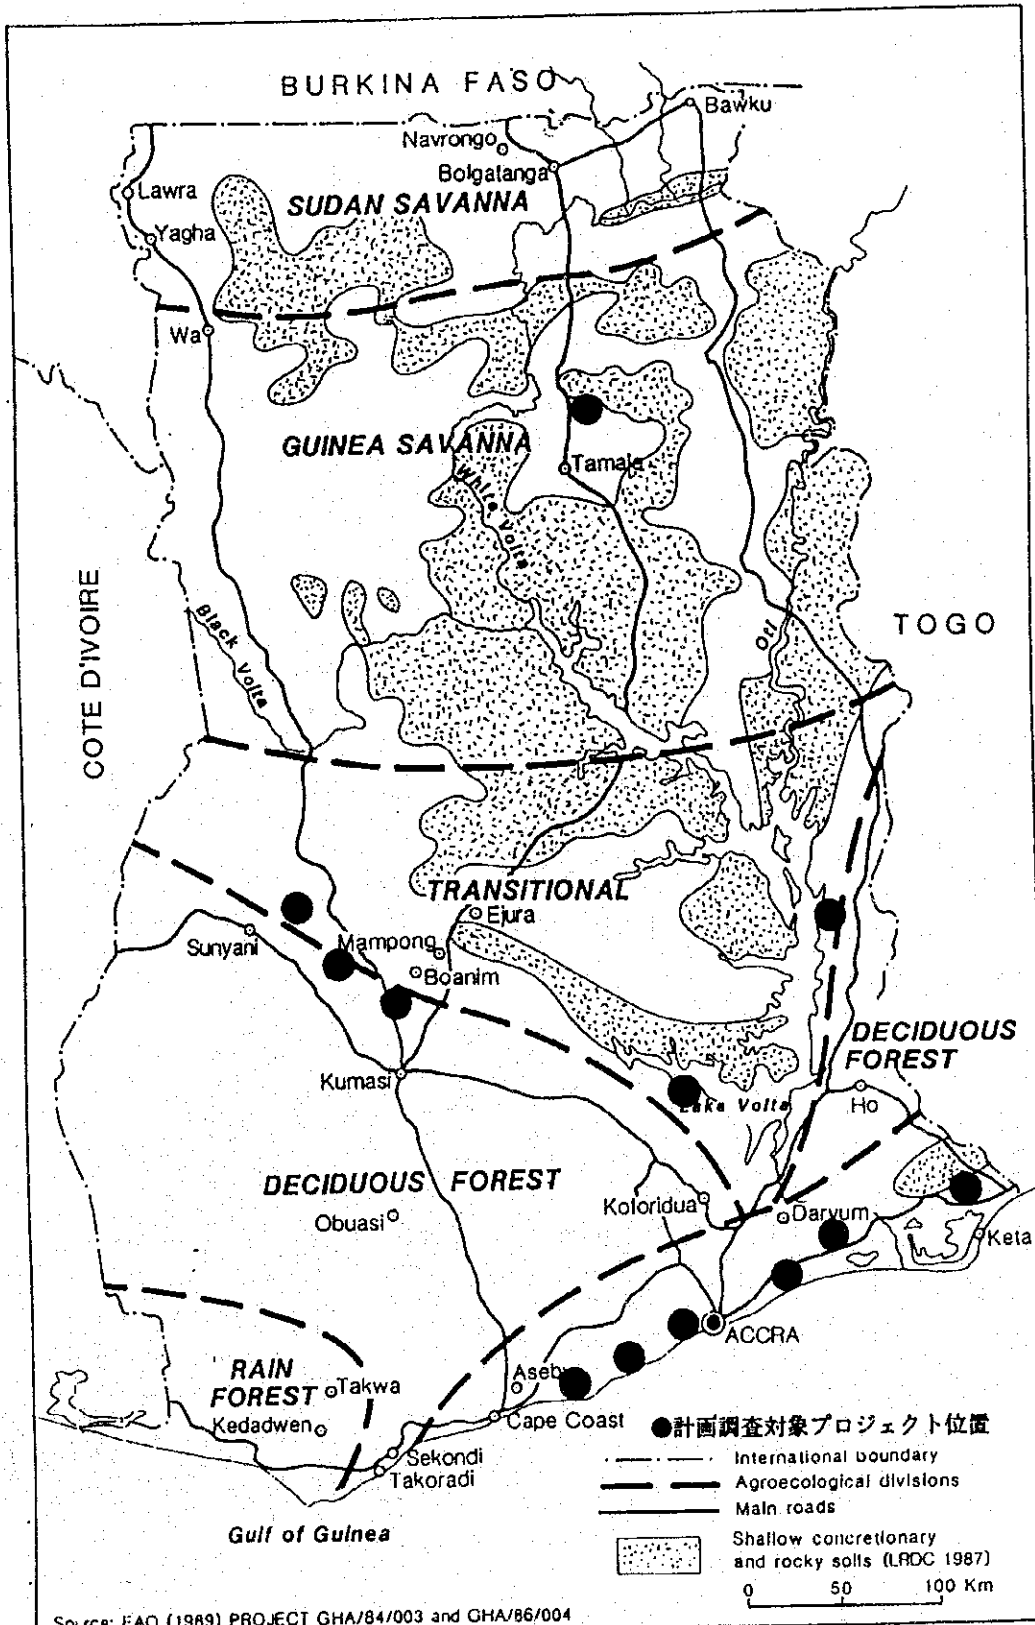 BURKINA FASO
Bawku
Navrongo
Bolgatanga
Lawra
SUDAN SAVANNA
Yagha
Wa
GUINEA SAVANNA
Tamale
White Volta
COTE D'IVOIRE
Black Volta
Oti
TOGO
TRANSITIONAL
Ejura
Sunyani
Mampong
Boanim
DECIDUOUS
FOREST
Kumasi
Lake Volta
Ho
DECIDUOUS FOREST
Obuasi
Koloridua
Daryum
Keta
ACCRA
RAIN
FOREST
Takwa
Asebu
Kedadwen
Cape Coast
Sekondi
Takoradi
Gulf of Guinea
●計画調査対象プロジェクト位置
International boundary
Agroecological divisions
Main roads
Shallow concretionary
and rocky soils (LRDC 1987)
0 50 100 Km
Source: FAO (1989) PROJECT GHA/84/003 and GHA/86/004